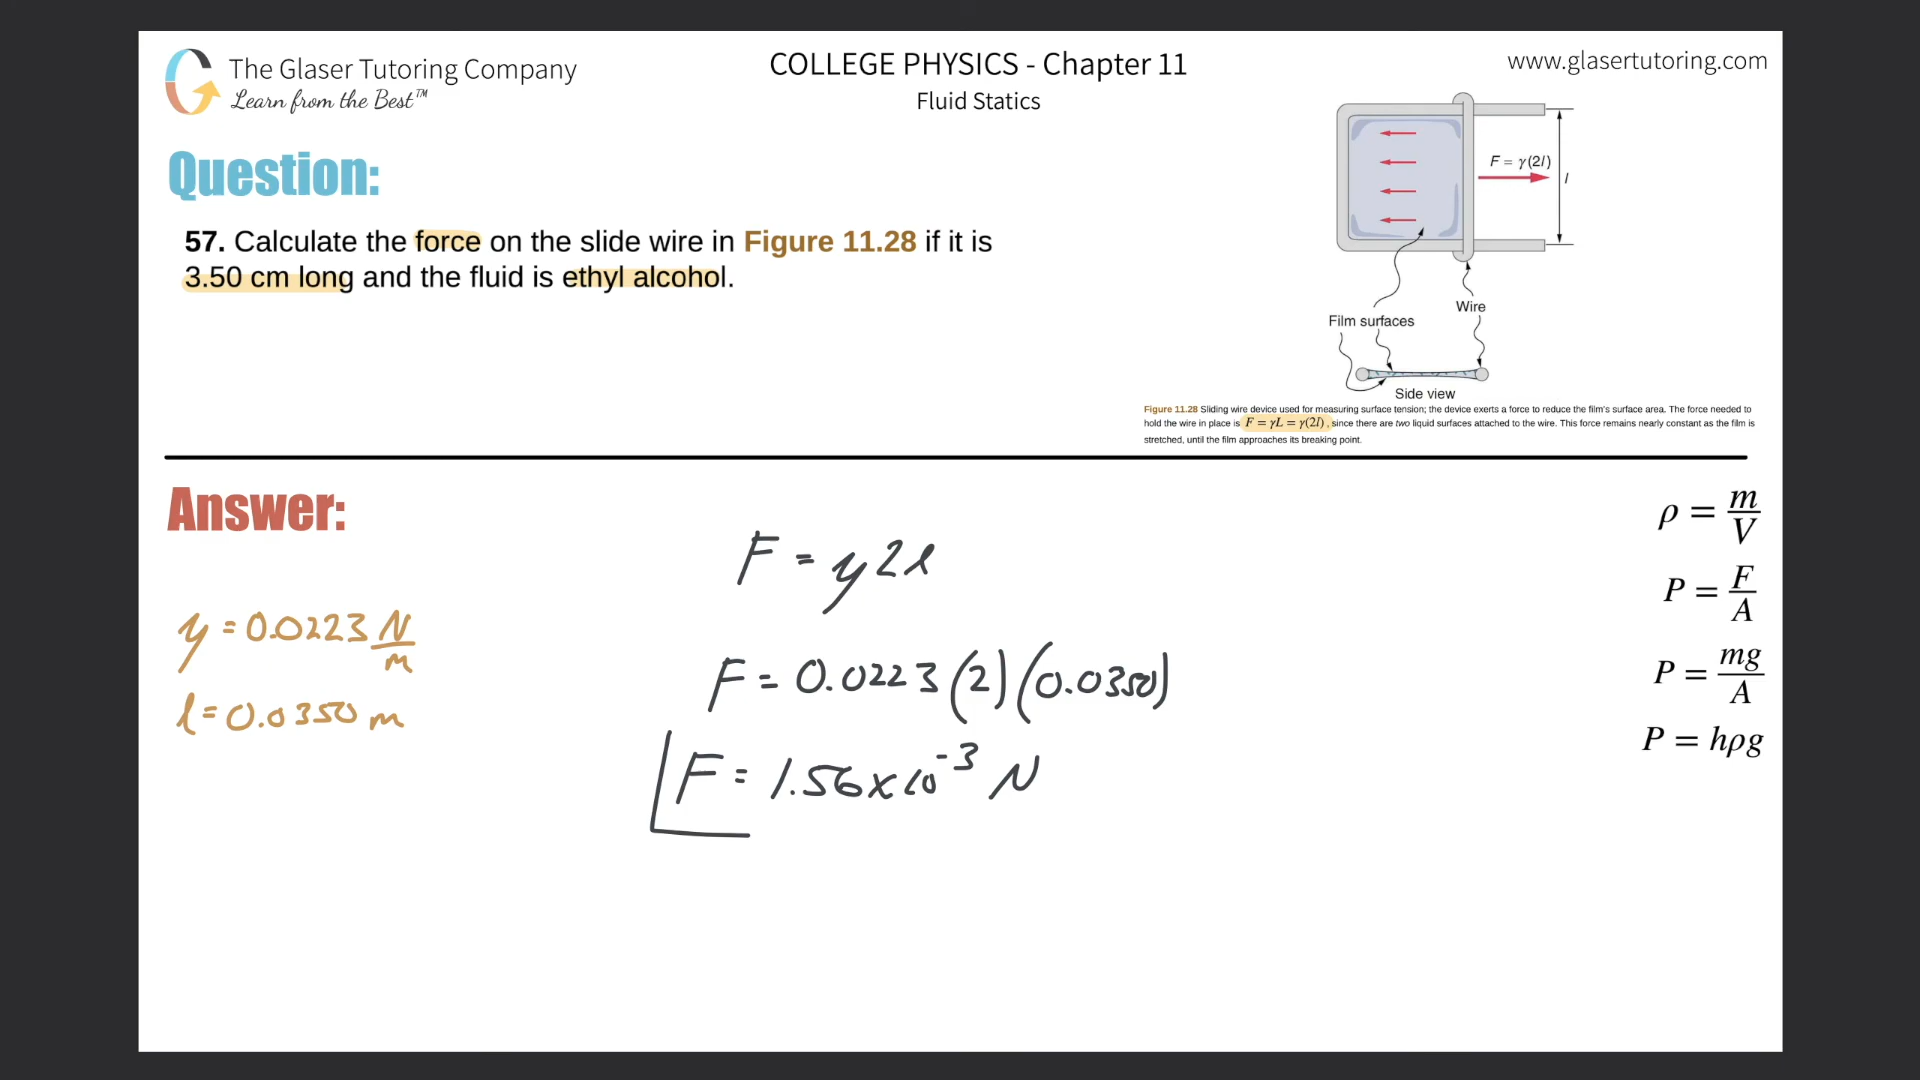 The Glaser Tutoring Company
Learn from the Best™
COLLEGE PHYSICS - Chapter 11
Fluid Statics
www.glasertutoring.com
Question:
57. Calculate the force on the slide wire in Figure 11.28 if it is
3.50 cm long and the fluid is ethyl alcohol.
F = γ(2l)
l
Wire
Film surfaces
Side view
Figure 11.28 Sliding wire device used for measuring surface tension; the device exerts a force to reduce the film's surface area. The force needed to
hold the wire in place is F = γL = γ(2l), since there are two liquid surfaces attached to the wire. This force remains nearly constant as the film is
stretched, until the film approaches its breaking point.
Answer:
γ = 0.0223 N/m
l = 0.0350 m
F = γ2l
F = 0.0223(2)(0.0350)
F = 1.56x10⁻³ N
ρ = m/V
P = F/A
P = mg/A
P = hρg